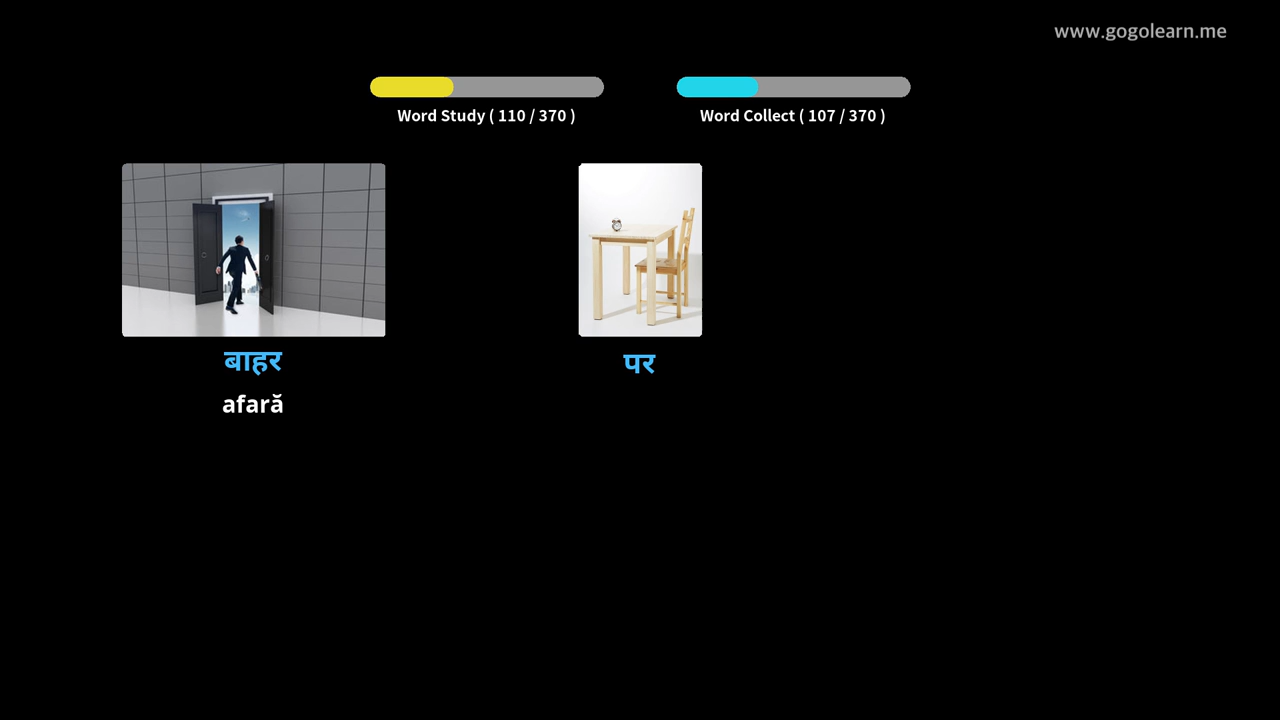 www.gogolearn.me
Word Study ( 110 / 370 )
Word Collect ( 107 / 370 )
बाहर
afară
पर